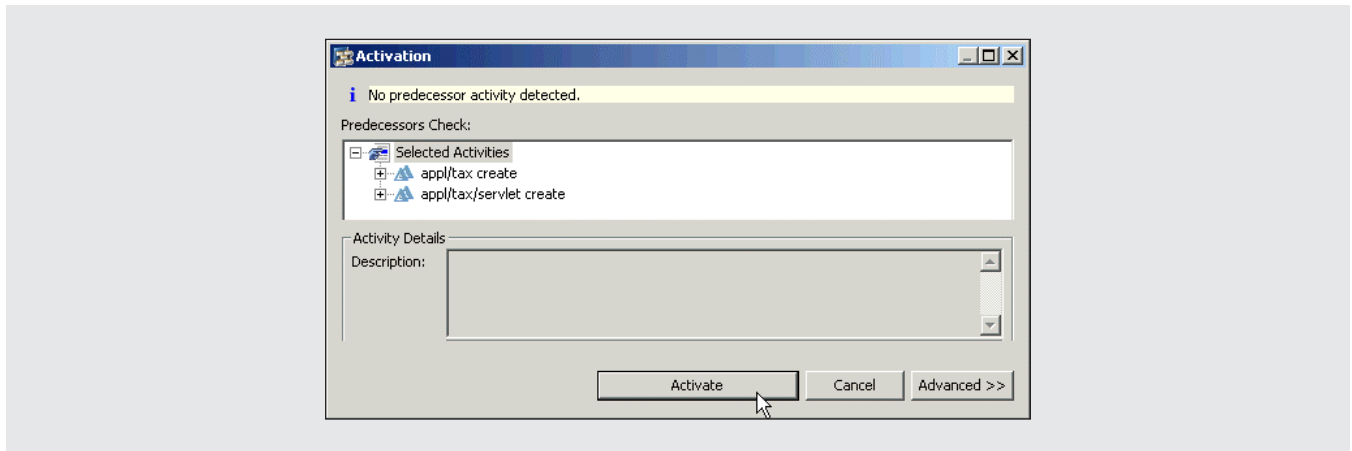 Activation
i No predecessor activity detected.
Predecessors Check:
Selected Activities
appl/tax create
appl/tax/servlet create
Activity Details
Description:
Activate Cancel Advanced >>